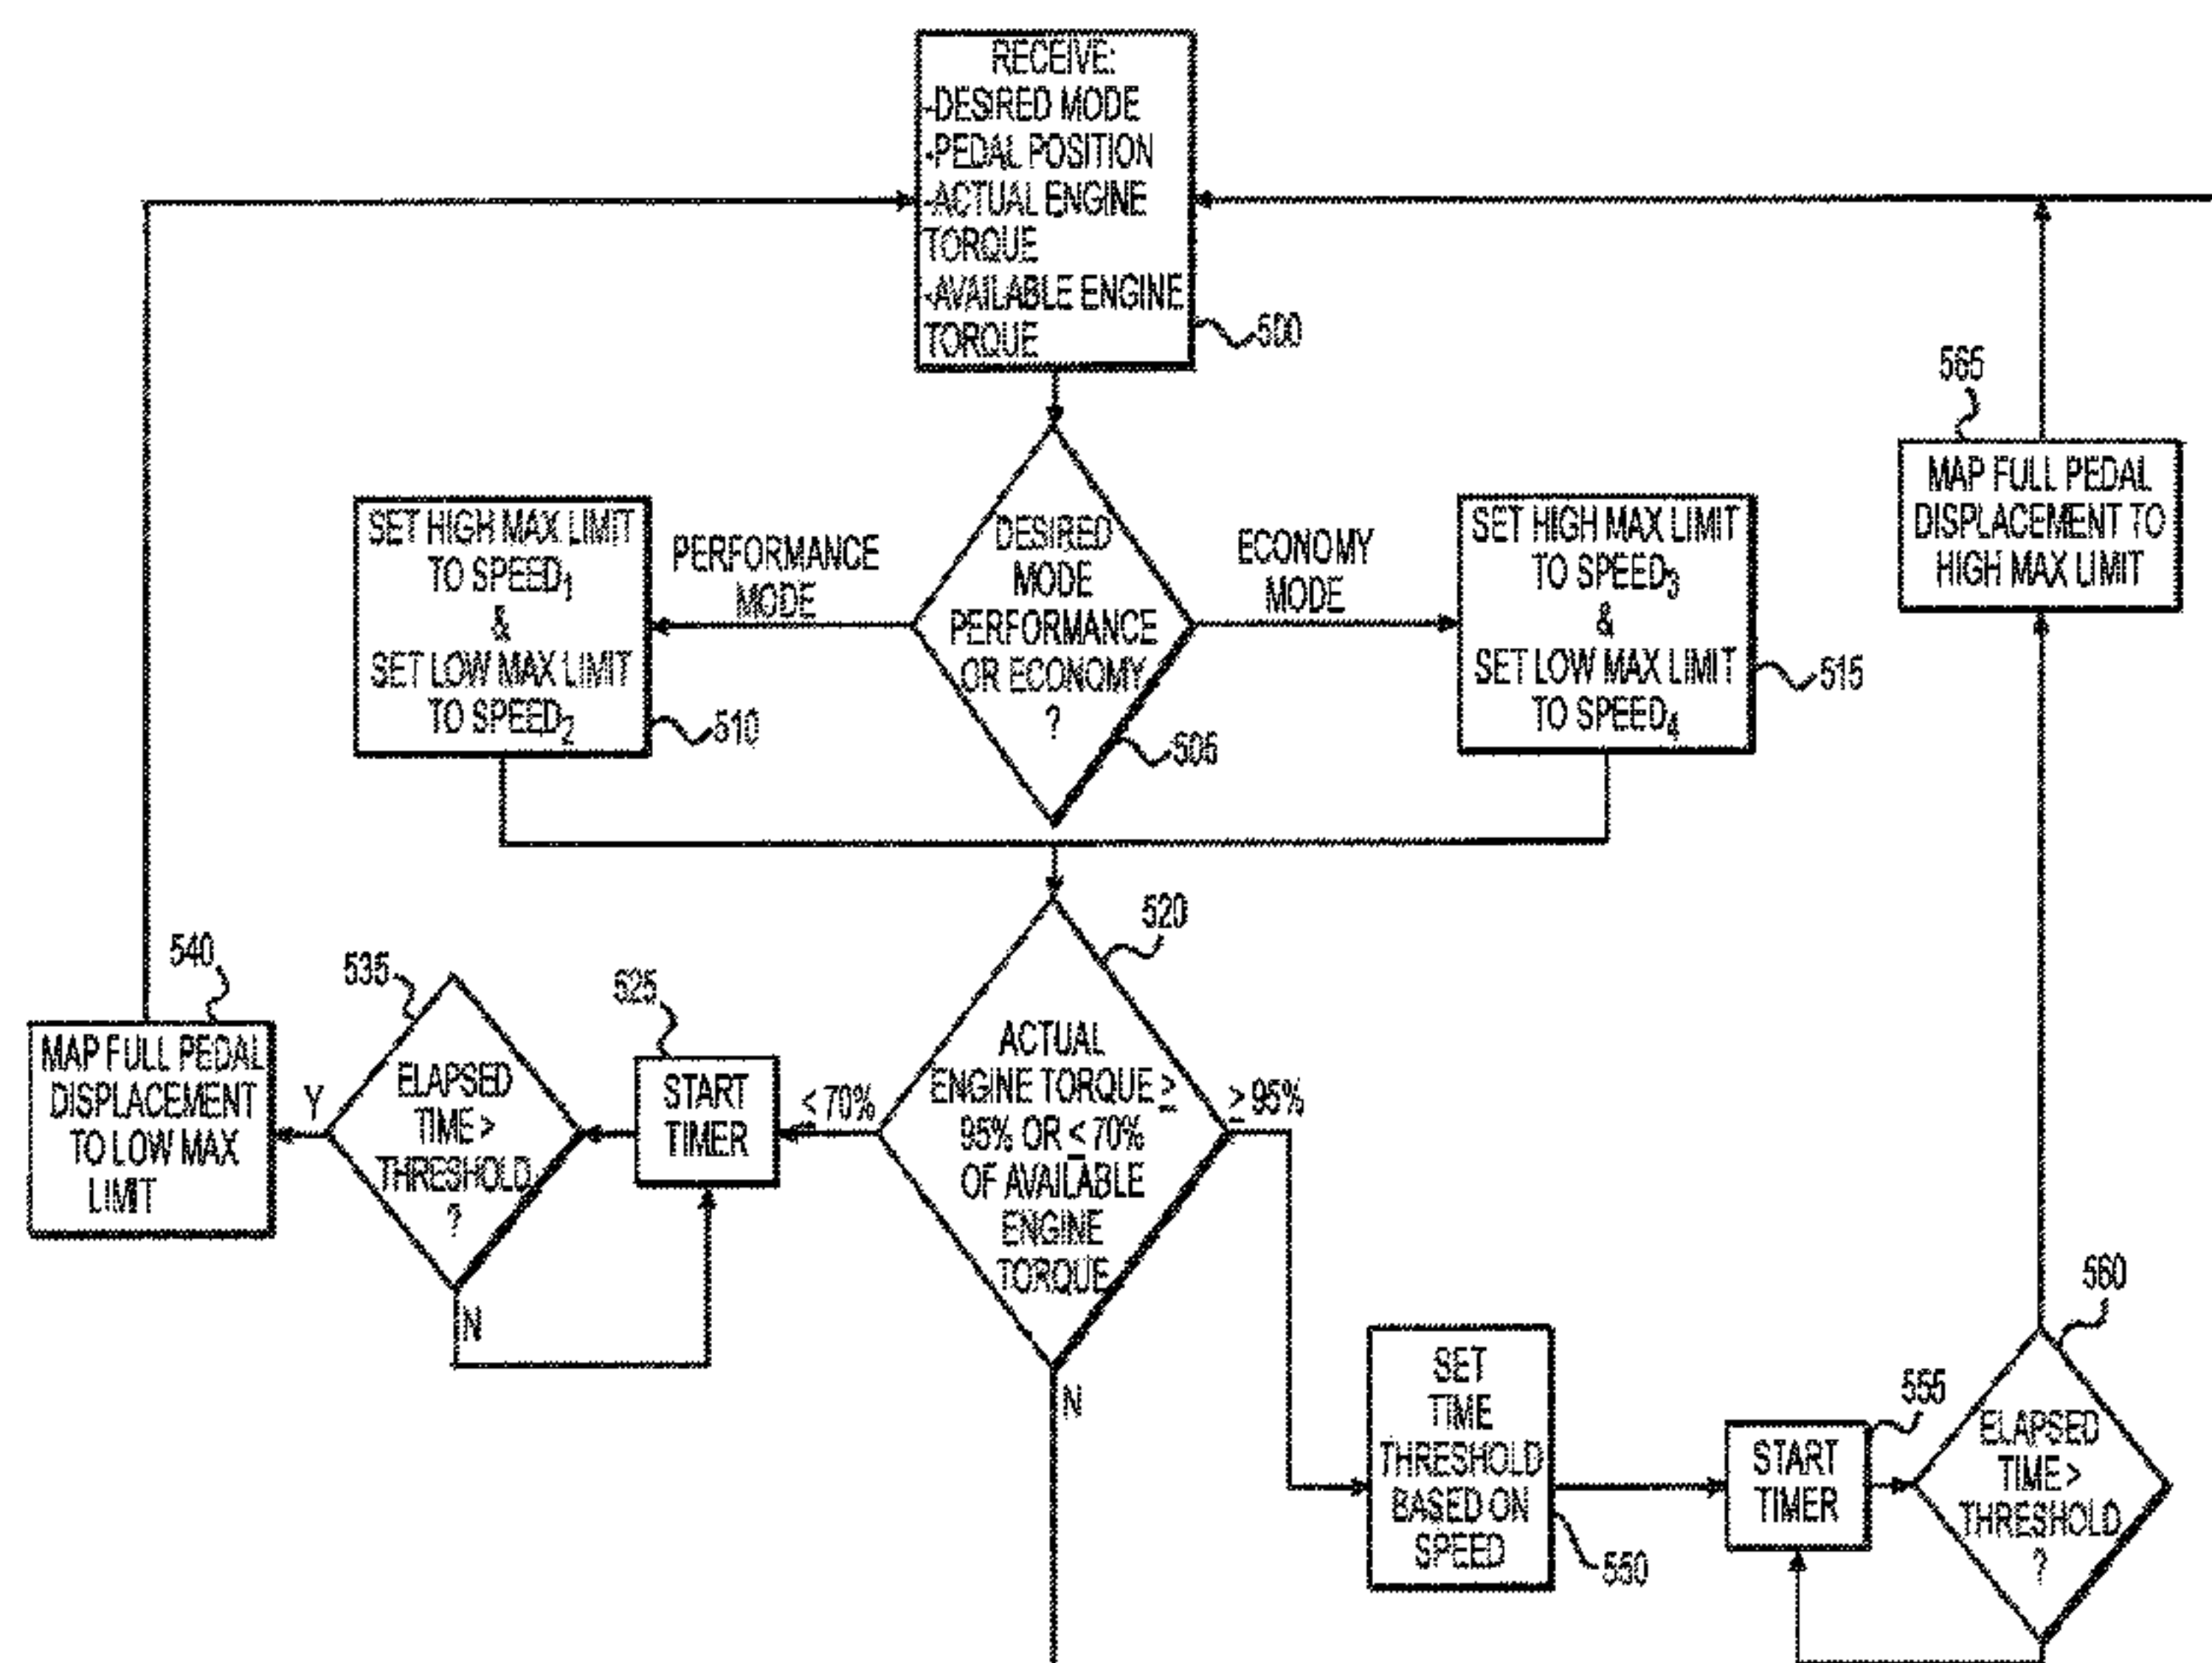 RECEIVE:
-DESIRED MODE
-PEDAL POSITION
-ACTUAL ENGINE
TORQUE
-AVAILABLE ENGINE
TORQUE
500
DESIRED
MODE
PERFORMANCE
OR ECONOMY
?
505
PERFORMANCE
MODE
ECONOMY
MODE
SET HIGH MAX LIMIT
TO SPEED1
&
SET LOW MAX LIMIT
TO SPEED2
510
SET HIGH MAX LIMIT
TO SPEED3
&
SET LOW MAX LIMIT
TO SPEED4
515
565
MAP FULL PEDAL
DISPLACEMENT TO
HIGH MAX LIMIT
520
ACTUAL
ENGINE TORQUE ≥
95% OR ≤ 70%
OF AVAILABLE
ENGINE
TORQUE
≤ 70%
≥ 95%
N
525
START
TIMER
535
ELAPSED
TIME >
THRESHOLD
?
Y
N
540
MAP FULL PEDAL
DISPLACEMENT
TO LOW MAX
LIMIT
SET
TIME
THRESHOLD
BASED ON
SPEED
550
555
START
TIMER
560
ELAPSED
TIME >
THRESHOLD
?